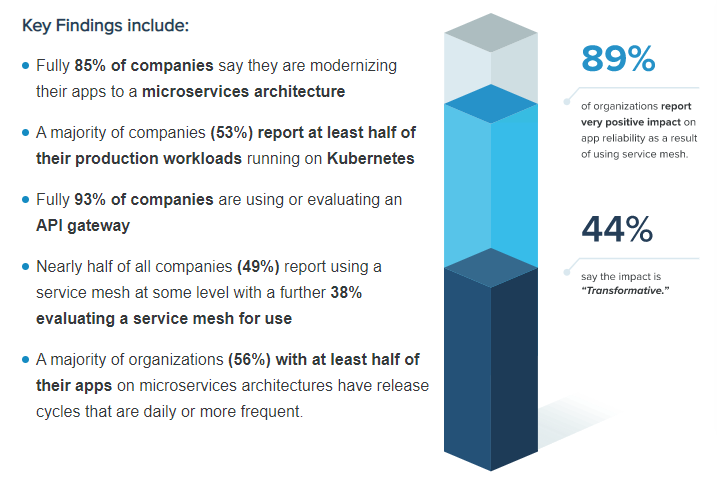 Key Findings include:
Fully 85% of companies say they are modernizing
their apps to a microservices architecture
A majority of companies (53%) report at least half of
their production workloads running on Kubernetes
Fully 93% of companies are using or evaluating an
API gateway
Nearly half of all companies (49%) report using a
service mesh at some level with a further 38%
evaluating a service mesh for use
A majority of organizations (56%) with at least half of
their apps on microservices architectures have release
cycles that are daily or more frequent.
89%
of organizations report
very positive impact on
app reliability as a result
of using service mesh.
44%
say the impact is
“Transformative.”